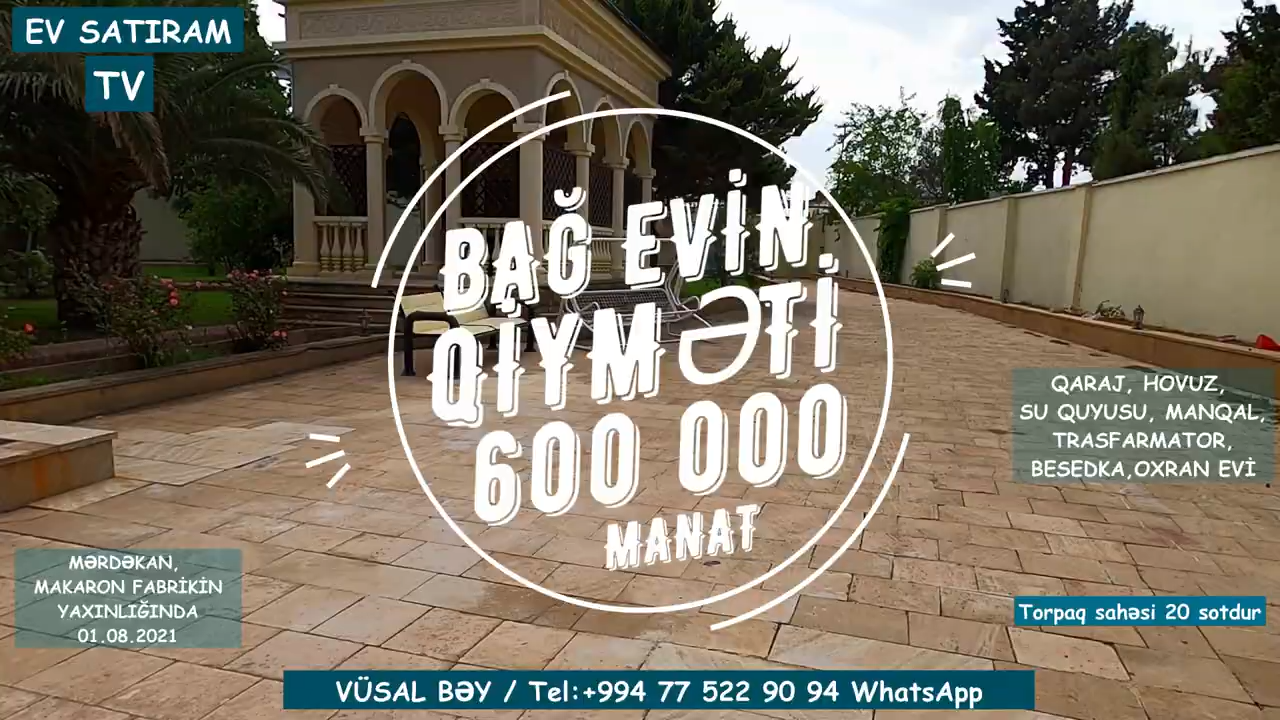 EV SATIRAM
TV
BAĞ EVİN
QİYMƏTİ
600 000
MANAT
QARAJ, HOVUZ,
SU QUYUSU, MANQAL,
TRASFARMATOR,
BESEDKA,OXRAN EVİ
MƏRDƏKAN,
MAKARON FABRİKİN
YAXINLIĞINDA
01.08.2021
Torpaq sahəsi 20 sotdur
VÜSAL BƏY / Tel:+994 77 522 90 94 WhatsApp